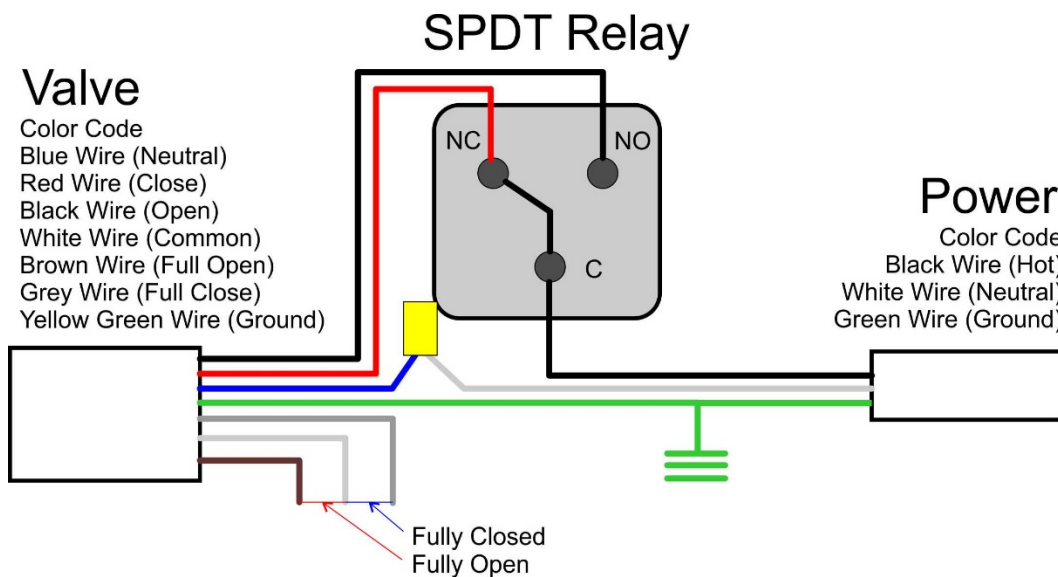 SPDT Relay
Valve
Color Code
Blue Wire (Neutral)
Red Wire (Close)
Black Wire (Open)
White Wire (Common)
Brown Wire (Full Open)
Grey Wire (Full Close)
Yellow Green Wire (Ground)
NC
NO
C
Power
Color Code
Black Wire (Hot)
White Wire (Neutral)
Green Wire (Ground)
Fully Closed
Fully Open